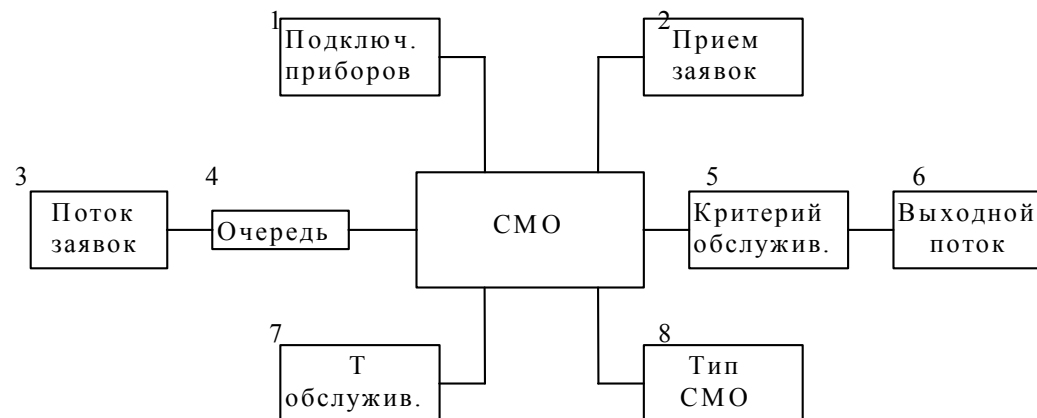 1
Подключ.
приборов
2
Прием
заявок
3
Поток
заявок
4
Очередь
СМО
5
Критерий
обслужив.
6
Выходной
поток
7
Т
обслужив.
8
Тип
СМО